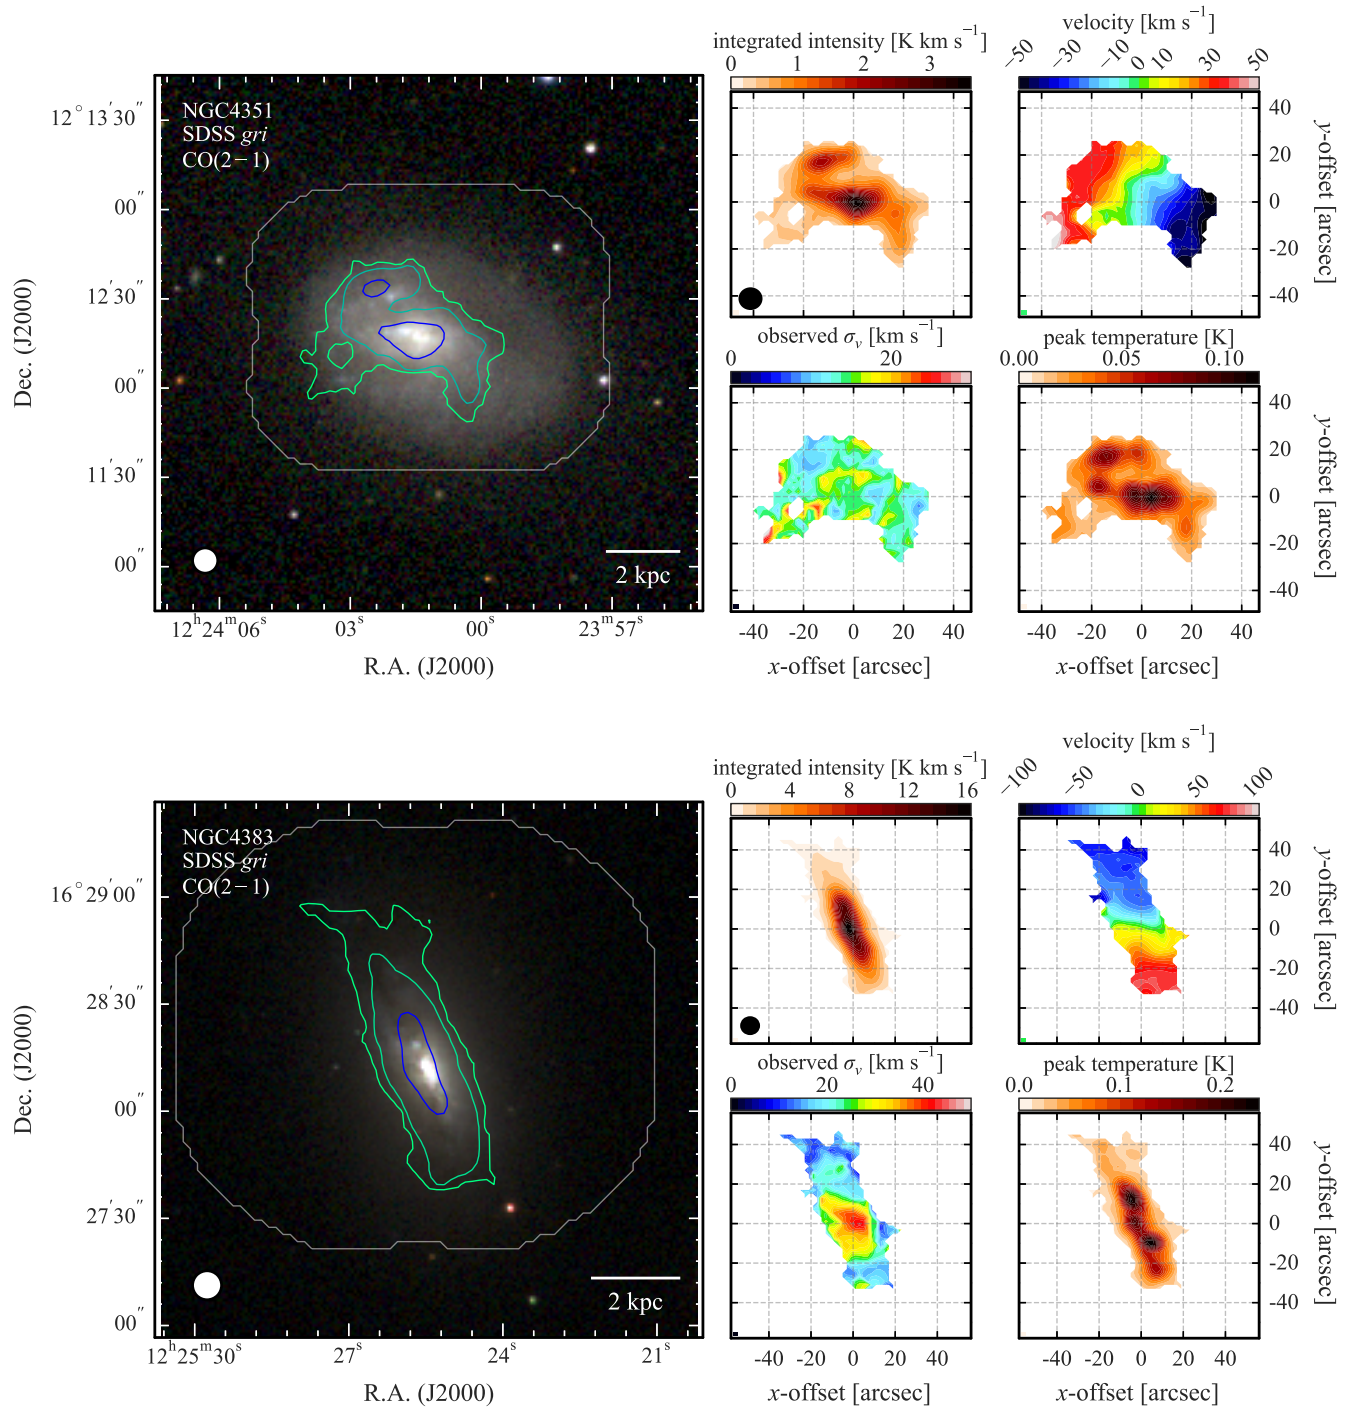 NGC4351
SDSS gri
CO(2−1)
12°13′30″
00″
12′30″
00″
11′30″
00″
Dec. (J2000)
2 kpc
12ʰ24ᵐ06ˢ 03ˢ 00ˢ 23ᵐ57ˢ
R.A. (J2000)
integrated intensity [K km s⁻¹]
0 1 2 3
velocity [km s⁻¹]
−50 −30 −10 0 10 30 50
40
20
0
-20
-40
y-offset [arcsec]
observed σᵥ [km s⁻¹]
0 20
peak temperature [K]
0.00 0.05 0.10
40
20
0
-20
-40
y-offset [arcsec]
-40 -20 0 20 40
x-offset [arcsec]
-40 -20 0 20 40
x-offset [arcsec]
NGC4383
SDSS gri
CO(2−1)
16°29′00″
28′30″
00″
27′30″
00″
Dec. (J2000)
2 kpc
12ʰ25ᵐ30ˢ 27ˢ 24ˢ 21ˢ
R.A. (J2000)
integrated intensity [K km s⁻¹]
0 4 8 12 16
velocity [km s⁻¹]
−100 −50 0 50 100
40
20
0
-20
-40
y-offset [arcsec]
observed σᵥ [km s⁻¹]
0 20 40
peak temperature [K]
0.0 0.1 0.2
40
20
0
-20
-40
y-offset [arcsec]
-40 -20 0 20 40
x-offset [arcsec]
-40 -20 0 20 40
x-offset [arcsec]